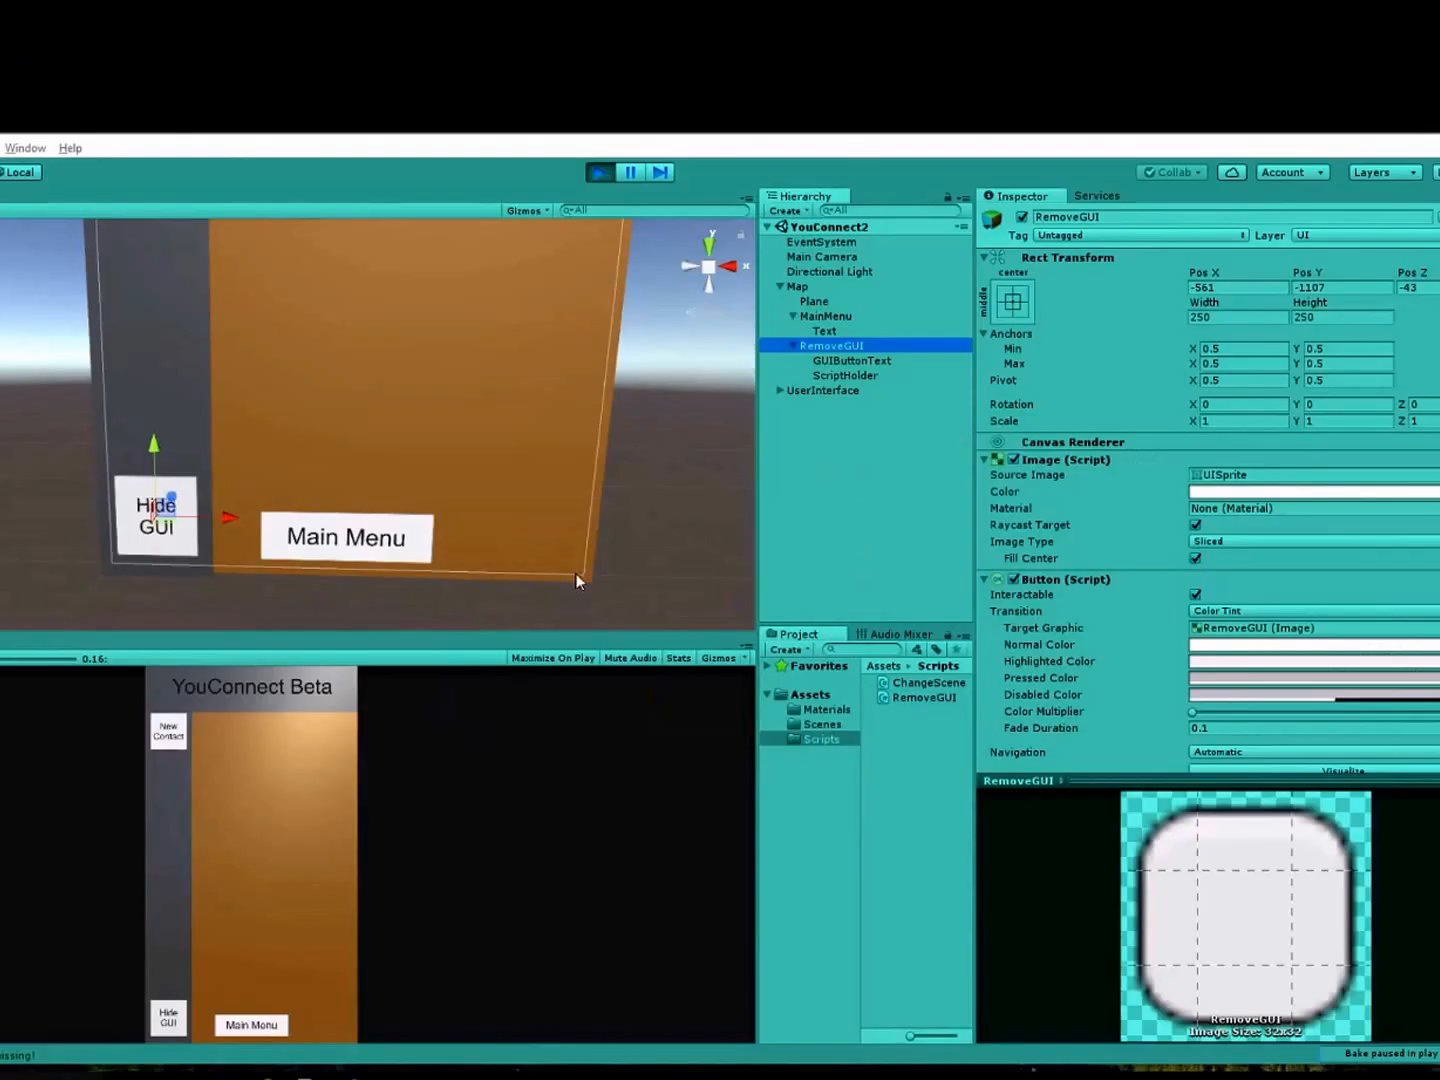 Window Help
Local
Collab Account Layers
Hierarchy
Inspector Services
Gizmos All
Create All
RemoveGUI
YouConnect2
Tag Untagged Layer UI
EventSystem
Main Camera
Directional Light
Map
Plane
MainMenu
Text
RemoveGUI
GUIButtonText
ScriptHolder
UserInterface
y
x
Hide
GUI
Main Menu
Rect Transform
center
middle
Pos X Pos Y Pos Z
-561 -1107 -43
Width Height
250 250
Anchors
Min X 0.5 Y 0.5
Max X 0.5 Y 0.5
Pivot X 0.5 Y 0.5
Rotation X 0 Y 0 Z 0
Scale X 1 Y 1 Z 1
Canvas Renderer
Image (Script)
Source Image UISprite
Color
Material None (Material)
Raycast Target
Image Type Sliced
Fill Center
Button (Script)
Interactable
Transition Color Tint
Target Graphic RemoveGUI (Image)
Normal Color
Highlighted Color
Pressed Color
Disabled Color
Color Multiplier
Fade Duration 0.1
Navigation Automatic
Visualize
Project Audio Mixer
Create
Favorites
Assets
Materials
Scenes
Scripts
Assets Scripts
ChangeScene
RemoveGUI
0.16: Maximize On Play Mute Audio Stats Gizmos
YouConnect Beta
New
Contact
Hide
GUI
Main Menu
RemoveGUI
RemoveGUI
Image Size: 32x32
issing!
Bake paused in play